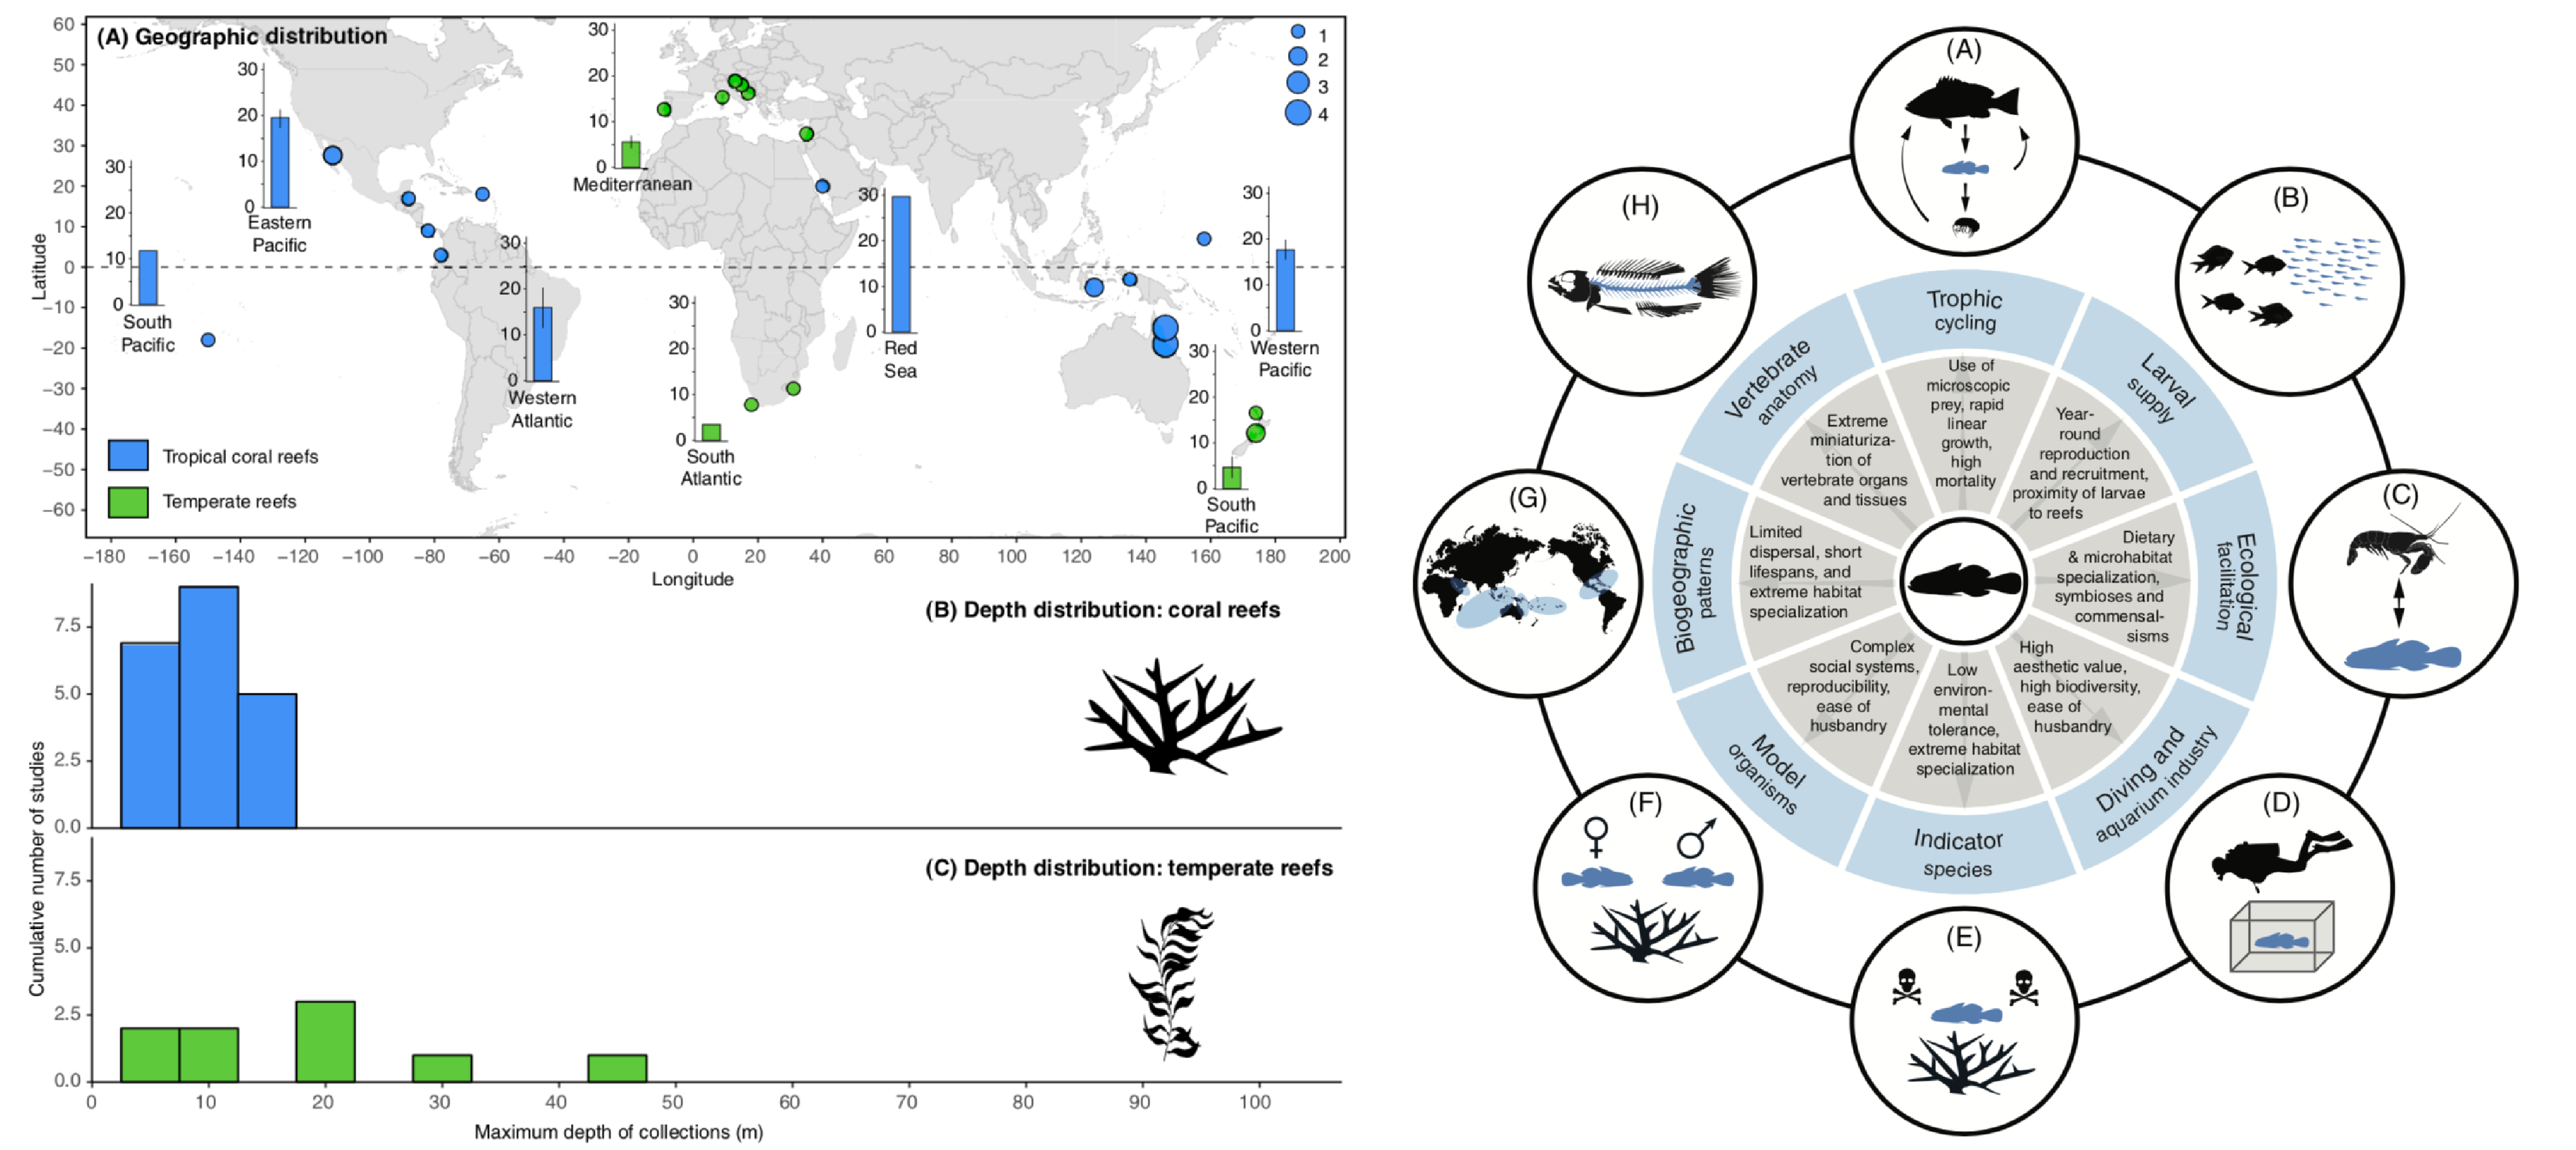 (A) Geographic distribution
60
50
40
30
20
10
0
−10
−20
−30
−40
−50
−60
Latitude
−180
−160
−140
−120
−100
−80
−60
−40
−20
0
20
40
60
80
100
120
140
160
180
200
Longitude
1
2
3
4
30
20
10
0
South
Pacific
30
20
10
0
Eastern
Pacific
30
20
10
0
Western
Atlantic
30
20
10
0
Mediterranean
30
20
10
0
South
Atlantic
30
20
10
0
Red
Sea
30
20
10
0
Western
Pacific
30
20
10
0
South
Pacific
Tropical coral reefs
Temperate reefs
(B) Depth distribution: coral reefs
7.5
5.0
2.5
0.0
Cumulative number of studies
(C) Depth distribution: temperate reefs
7.5
5.0
2.5
0.0
0
10
20
30
40
50
60
70
80
90
100
Maximum depth of collections (m)
(A)
(B)
(C)
(D)
(E)
(F)
(G)
(H)
Trophic
cycling
Larval
supply
Ecological
facilitation
Diving and
aquarium industry
Indicator
species
Model
organisms
Biogeographic
patterns
Vertebrate
anatomy
Use of
microscopic
prey, rapid
linear
growth,
high
mortality
Year-
round
reproduction
and recruitment,
proximity of larvae
to reefs
Dietary
& microhabitat
specialization,
symbioses and
commensal-
sisms
High
aesthetic value,
high biodiversity,
ease of
husbandry
Low
environ-
mental
tolerance,
extreme habitat
specialization
Complex
social systems,
reproducibility,
ease of
husbandry
Limited
dispersal, short
lifespans, and
extreme habitat
specialization
Extreme
miniaturiza-
tion of
vertebrate organs
and tissues